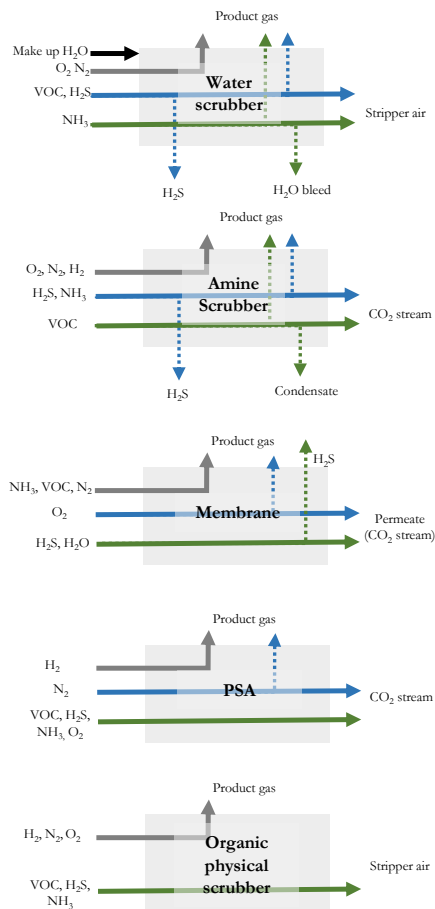 Product gas
Make up H₂O
O₂ N₂
Water
scrubber
VOC, H₂S
NH₃
Stripper air
H₂S
H₂O bleed
Product gas
O₂, N₂, H₂
H₂S, NH₃
Amine
Scrubber
VOC
CO₂ stream
H₂S
Condensate
Product gas
H₂S
NH₃, VOC, N₂
O₂
Membrane
H₂S, H₂O
Permeate
(CO₂ stream)
Product gas
H₂
N₂
PSA
CO₂ stream
VOC, H₂S,
NH₃, O₂
Product gas
H₂, N₂, O₂
Organic
physical
scrubber
Stripper air
VOC, H₂S,
NH₃